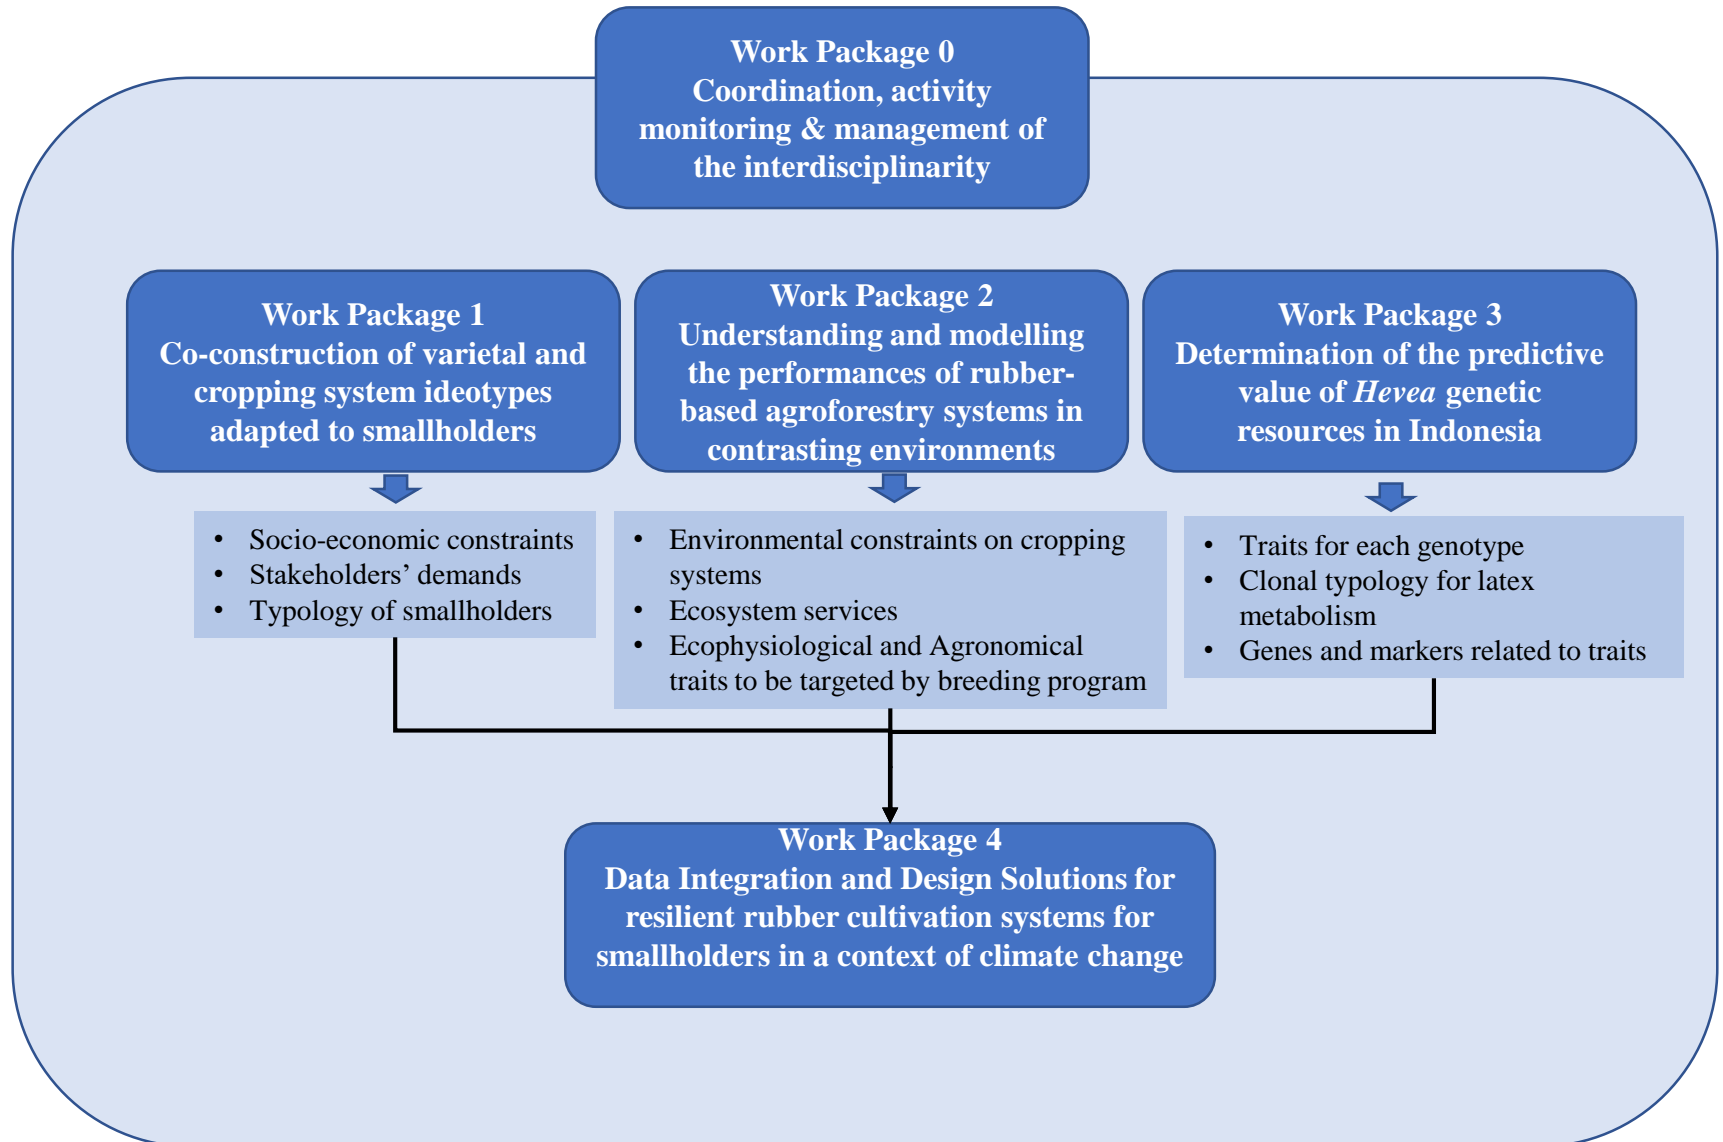 Work Package 0
Coordination, activity
monitoring & management of
the interdisciplinarity
Work Package 1
Co-construction of varietal and
cropping system ideotypes
adapted to smallholders
Work Package 2
Understanding and modelling
the performances of rubber-
based agroforestry systems in
contrasting environments
Work Package 3
Determination of the predictive
value of Hevea genetic
resources in Indonesia
• Socio-economic constraints
• Stakeholders’ demands
• Typology of smallholders
• Environmental constraints on cropping
systems
• Ecosystem services
• Ecophysiological and Agronomical
traits to be targeted by breeding program
• Traits for each genotype
• Clonal typology for latex
metabolism
• Genes and markers related to traits
Work Package 4
Data Integration and Design Solutions for
resilient rubber cultivation systems for
smallholders in a context of climate change